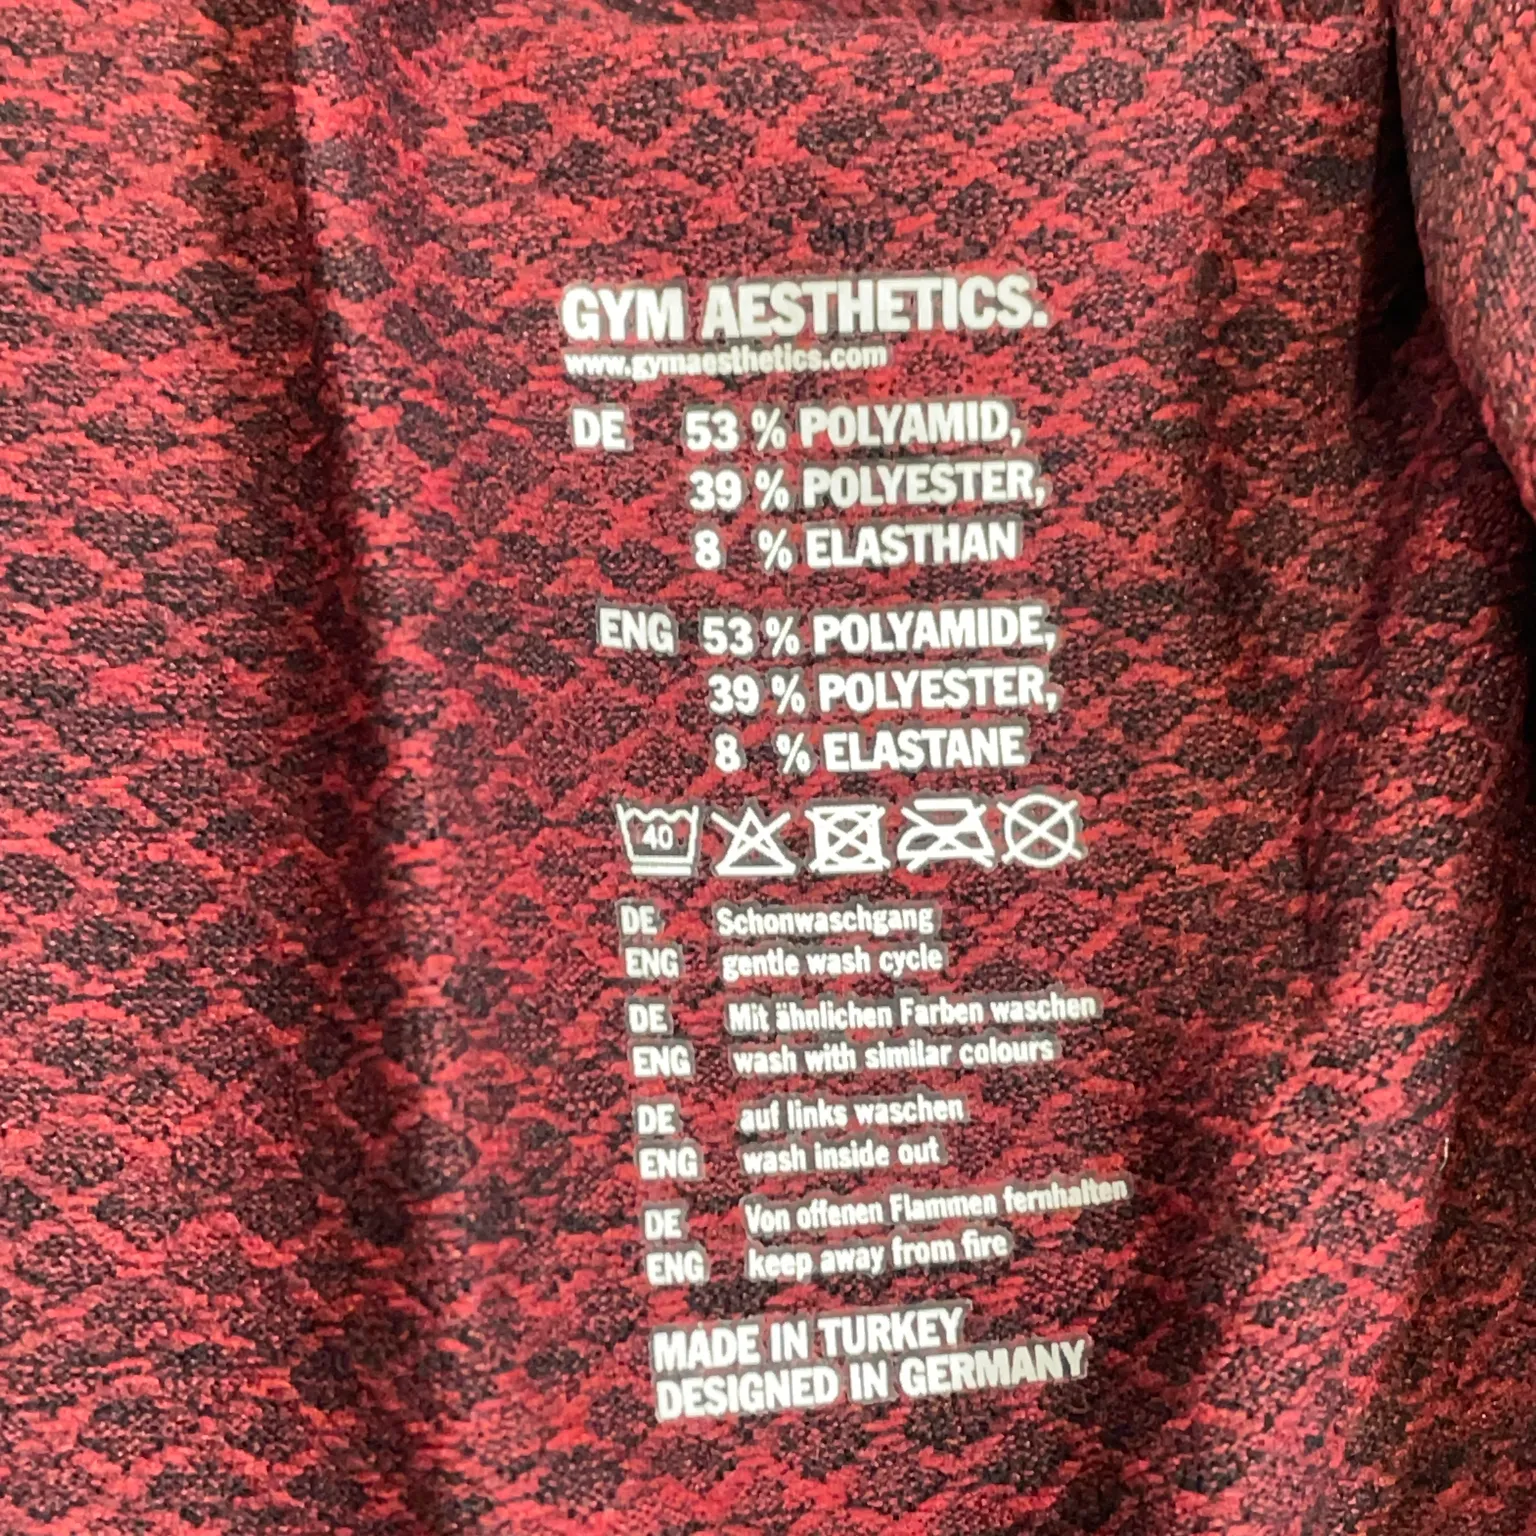 GYM AESTHETICS.
www.gymaesthetics.com
DE 53 % POLYAMID,
39 % POLYESTER,
8 % ELASTHAN
ENG 53 % POLYAMIDE,
39 % POLYESTER,
8 % ELASTANE
40
DE Schonwaschgang
ENG gentle wash cycle
DE Mit ähnlichen Farben waschen
ENG wash with similar colours
DE auf links waschen
ENG wash inside out
DE Von offenen Flammen fernhalten
ENG keep away from fire
MADE IN TURKEY
DESIGNED IN GERMANY